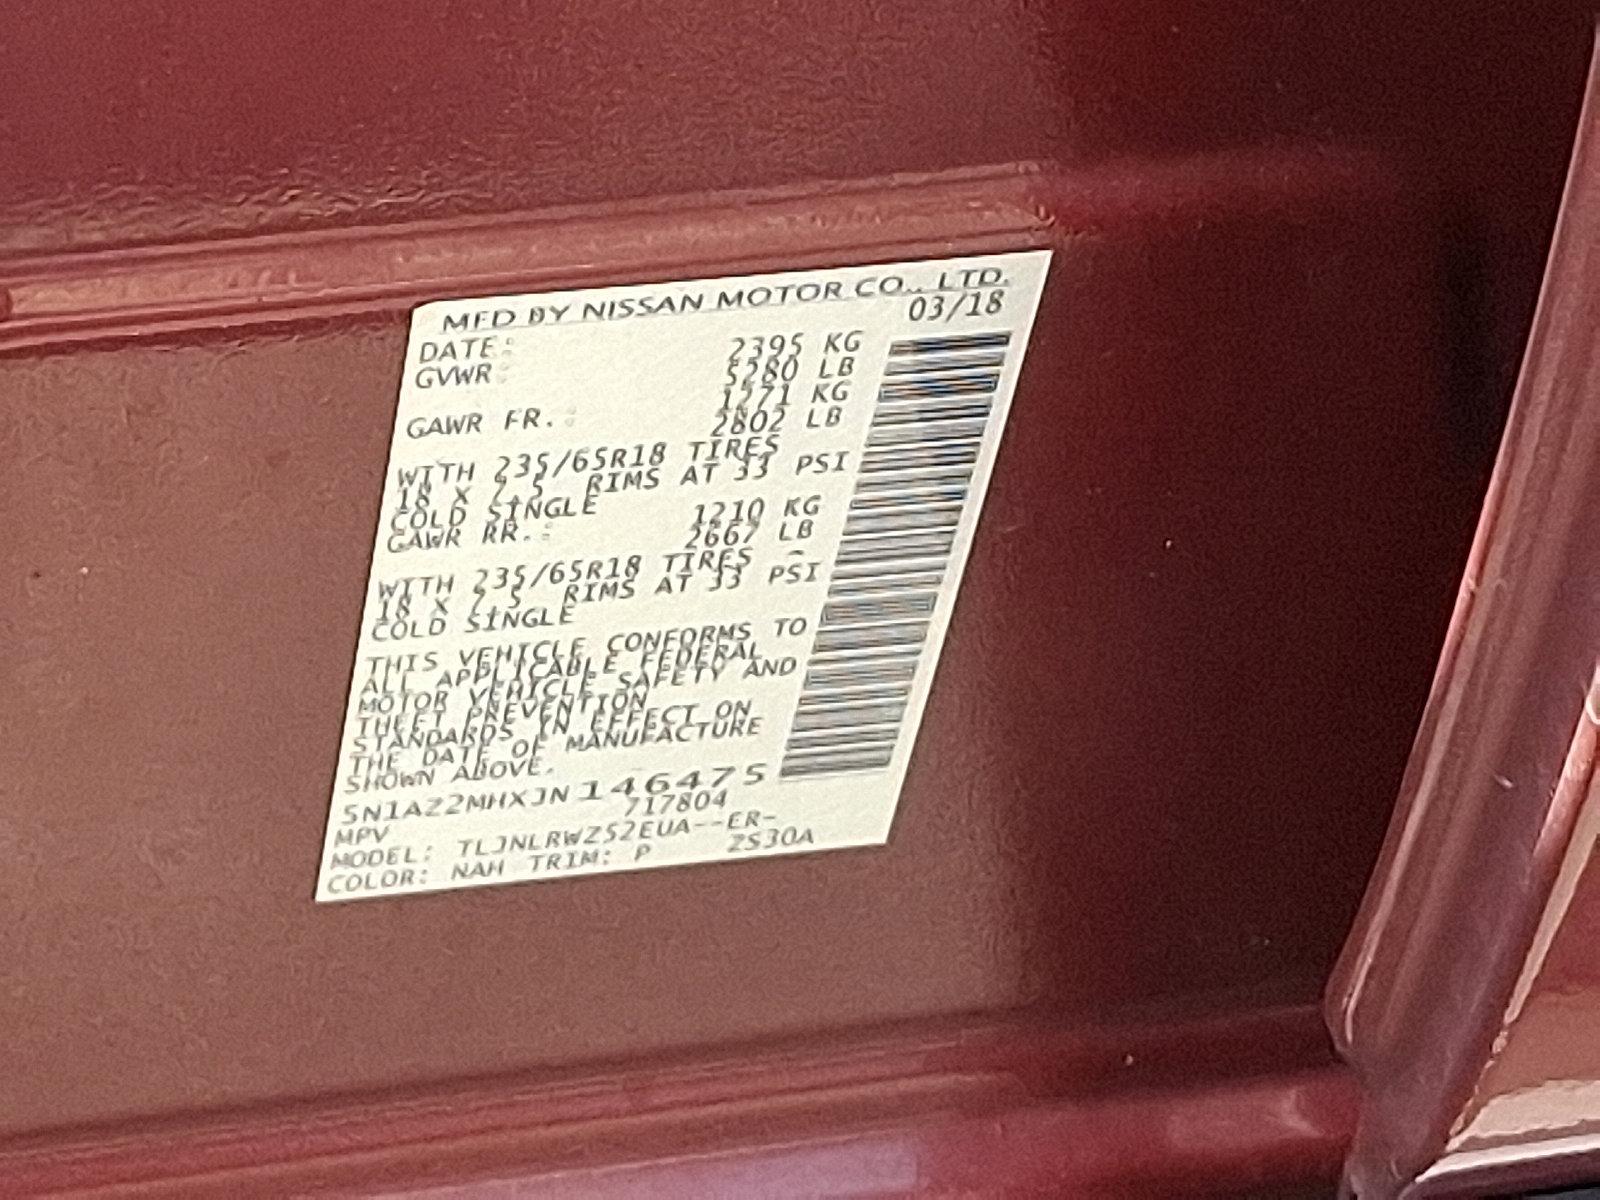 MFD BY NISSAN MOTOR CO., LTD.
DATE: 03/18
GVWR: 2395 KG
5280 LB
GAWR FR.: 1271 KG
2802 LB
WITH 235/65R18 TIRES
18 X 7.5 RIMS AT 33 PSI
COLD SINGLE
GAWR RR.: 1210 KG
2667 LB
WITH 235/65R18 TIRES
18 X 7.5 RIMS AT 33 PSI
COLD SINGLE
THIS VEHICLE CONFORMS TO
ALL APPLICABLE FEDERAL
MOTOR VEHICLE SAFETY AND
THEFT PREVENTION
STANDARDS IN EFFECT ON
THE DATE OF MANUFACTURE
SHOWN ABOVE.
5N1AZ2MHXJN146475
MPV 717804
MODEL: TLJNLRWZ52EUA--ER-
COLOR: NAH TRIM: P ZS30A